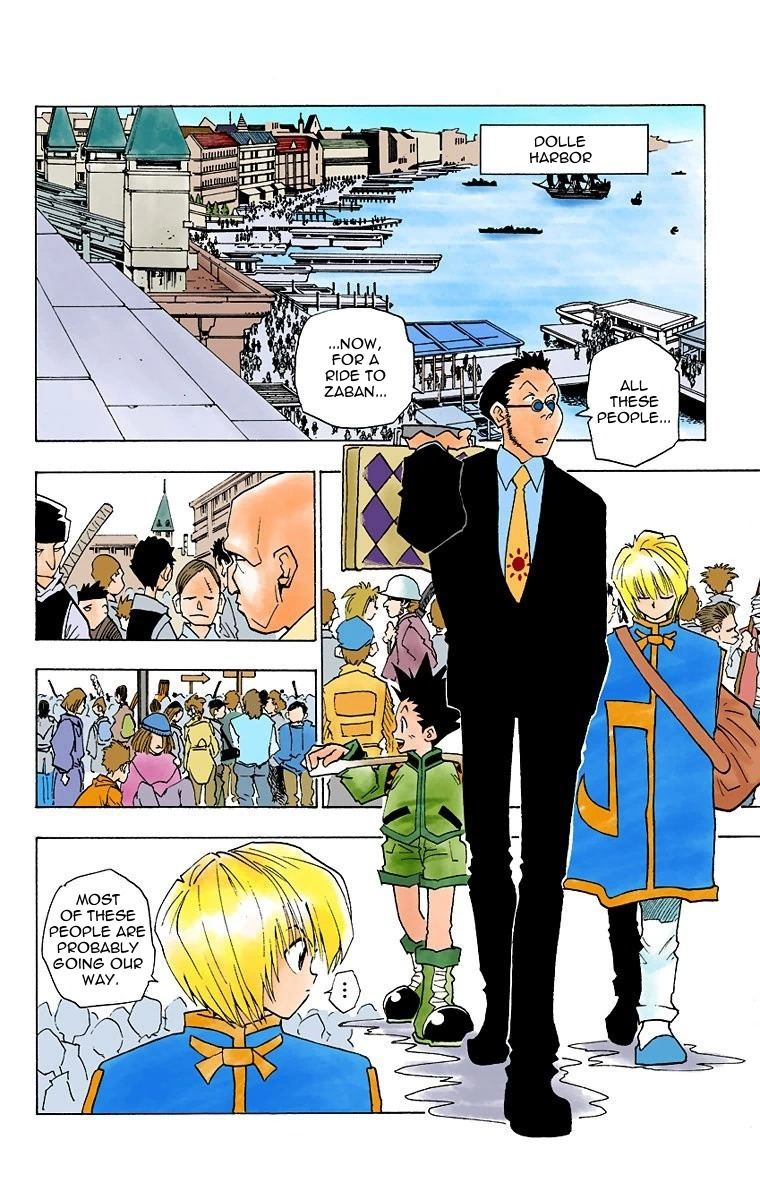 DOLLE
HARBOR
...NOW,
FOR A
RIDE TO
ZABAN...
ALL
THESE
PEOPLE...
MOST
OF THESE
PEOPLE ARE
PROBABLY
GOING OUR
WAY.
...